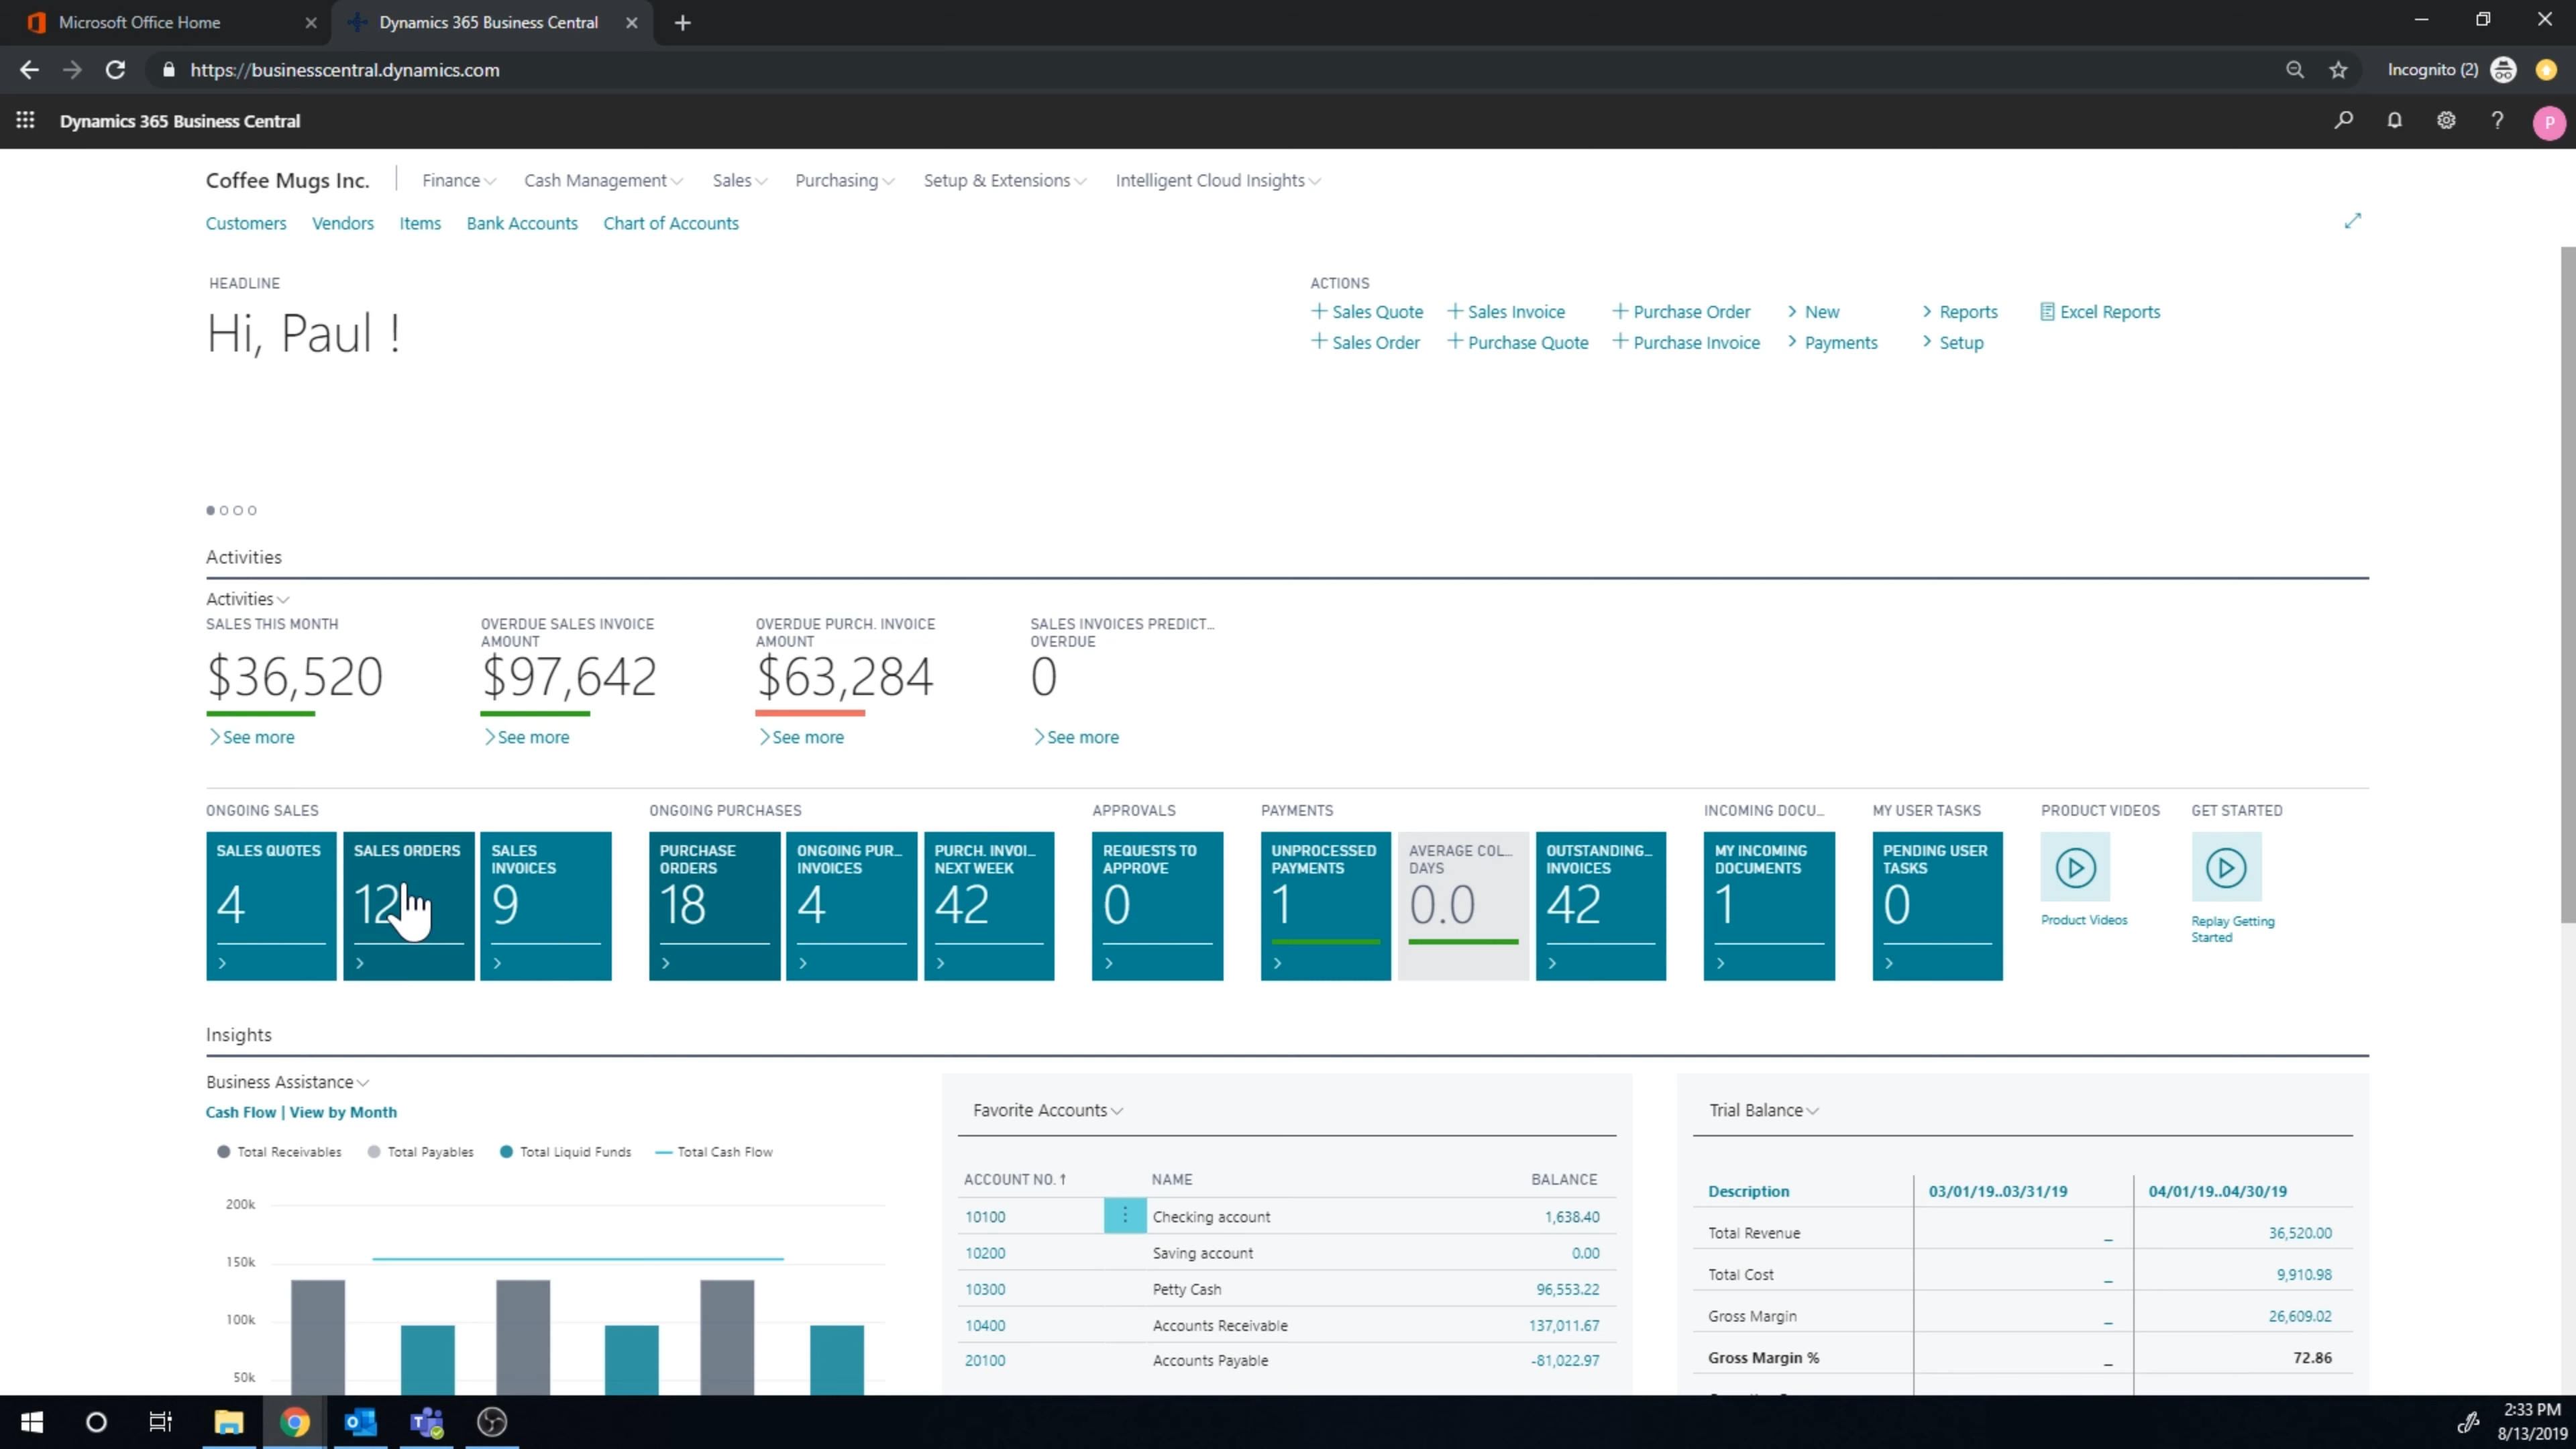 Microsoft Office Home
Dynamics 365 Business Central
https://businesscentral.dynamics.com
Incognito (2)
Dynamics 365 Business Central
P
Coffee Mugs Inc.
Finance
Cash Management
Sales
Purchasing
Setup & Extensions
Intelligent Cloud Insights
Customers
Vendors
Items
Bank Accounts
Chart of Accounts
HEADLINE
Hi, Paul !
ACTIONS
+ Sales Quote
+ Sales Invoice
+ Purchase Order
> New
> Reports
Excel Reports
+ Sales Order
+ Purchase Quote
+ Purchase Invoice
> Payments
> Setup
Activities
Activities
SALES THIS MONTH
$36,520
>See more
OVERDUE SALES INVOICE
AMOUNT
$97,642
>See more
OVERDUE PURCH. INVOICE
AMOUNT
$63,284
>See more
SALES INVOICES PREDICT...
OVERDUE
0
>See more
ONGOING SALES
SALES QUOTES
4
SALES ORDERS
12
SALES
INVOICES
9
ONGOING PURCHASES
PURCHASE
ORDERS
18
ONGOING PUR...
INVOICES
4
PURCH. INVOI...
NEXT WEEK
42
APPROVALS
REQUESTS TO
APPROVE
0
PAYMENTS
UNPROCESSED
PAYMENTS
1
AVERAGE COL...
DAYS
0.0
OUTSTANDING...
INVOICES
42
INCOMING DOCU...
MY INCOMING
DOCUMENTS
1
MY USER TASKS
PENDING USER
TASKS
0
PRODUCT VIDEOS
Product Videos
GET STARTED
Replay Getting
Started
Insights
Business Assistance
Cash Flow | View by Month
Total Receivables
Total Payables
Total Liquid Funds
Total Cash Flow
200k
150k
100k
50k
Favorite Accounts
ACCOUNT NO. ↑ NAME BALANCE
10100 Checking account 1,638.40
10200 Saving account 0.00
10300 Petty Cash 96,553.22
10400 Accounts Receivable 137,011.67
20100 Accounts Payable -81,022.97
Trial Balance
Description 03/01/19..03/31/19 04/01/19..04/30/19
Total Revenue _ 36,520.00
Total Cost _ 9,910.98
Gross Margin _ 26,609.02
Gross Margin % _ 72.86
2:33 PM
8/13/2019